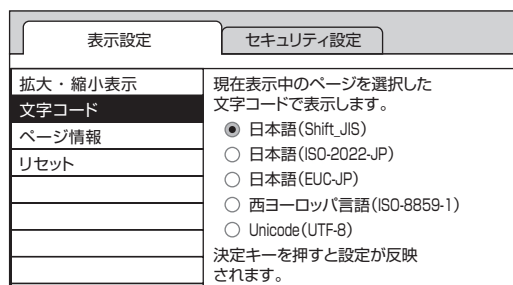 表示設定
セキュリティ設定
拡大・縮小表示
文字コード
ページ情報
リセット
現在表示中のページを選択した
文字コードで表示します。
日本語(Shift_JIS)
日本語(ISO-2022-JP)
日本語(EUC-JP)
西ヨーロッパ言語(ISO-8859-1)
Unicode(UTF-8)
決定キーを押すと設定が反映
されます。